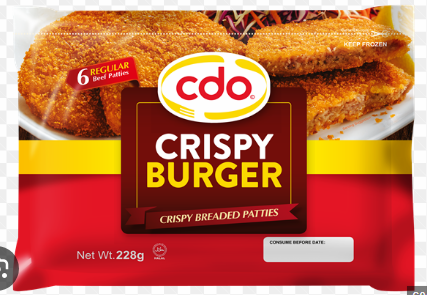 KEEP FROZEN
6 REGULAR
Beef Patties
cdo
CRISPY
BURGER
CRISPY BREADED PATTIES
CONSUME BEFORE DATE:
Net Wt. 228g